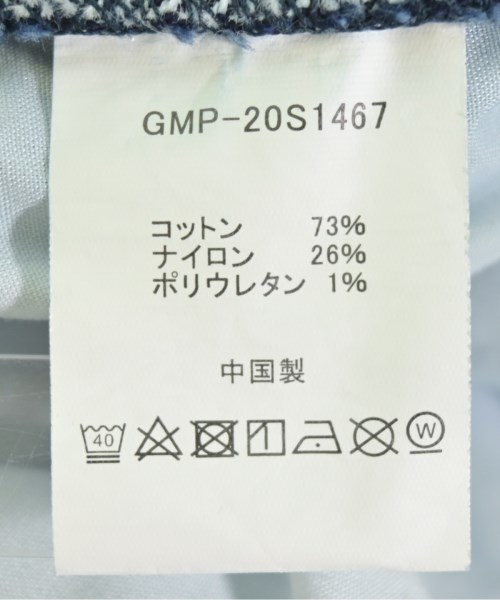 GMP-20S1467
コットン 73%
ナイロン 26%
ポリウレタン 1%
中国製
40 W